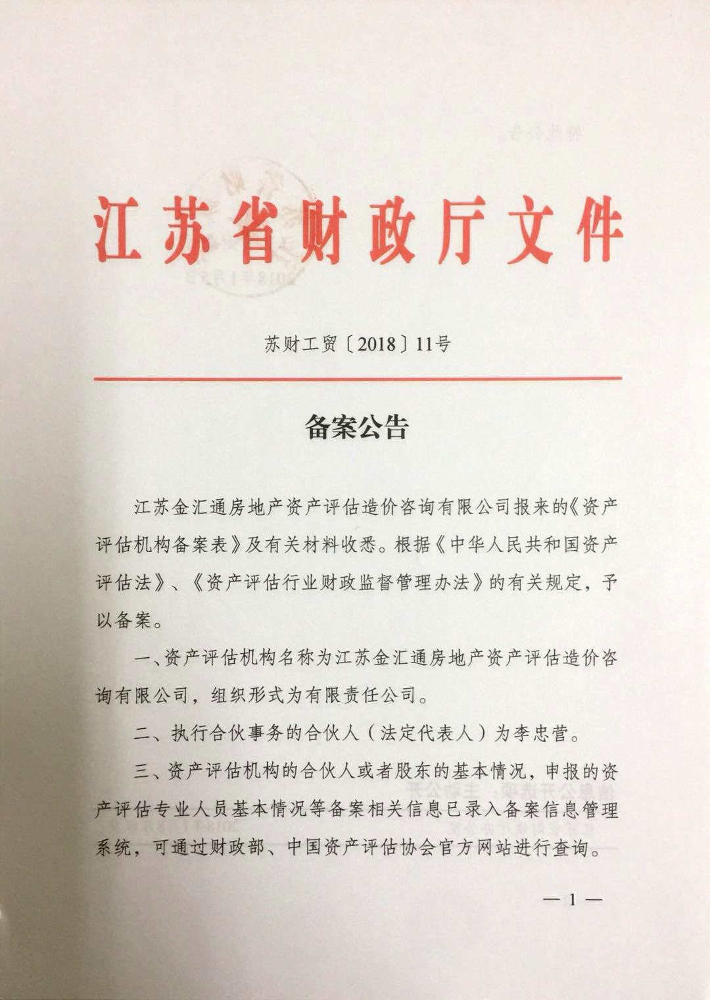 江苏省财政厅文件
苏财工贸〔2018〕11号
备案公告
江苏金汇通房地产资产评估造价咨询有限公司报来的《资产
评估机构备案表》及有关材料收悉。根据《中华人民共和国资产
评估法》、《资产评估行业财政监督管理办法》的有关规定，予
以备案。
一、资产评估机构名称为江苏金汇通房地产资产评估造价咨
询有限公司，组织形式为有限责任公司。
二、执行合伙事务的合伙人（法定代表人）为李忠营。
三、资产评估机构的合伙人或者股东的基本情况，申报的资
产评估专业人员基本情况等备案相关信息已录入备案信息管理
系统，可通过财政部、中国资产评估协会官方网站进行查询。
— 1 —